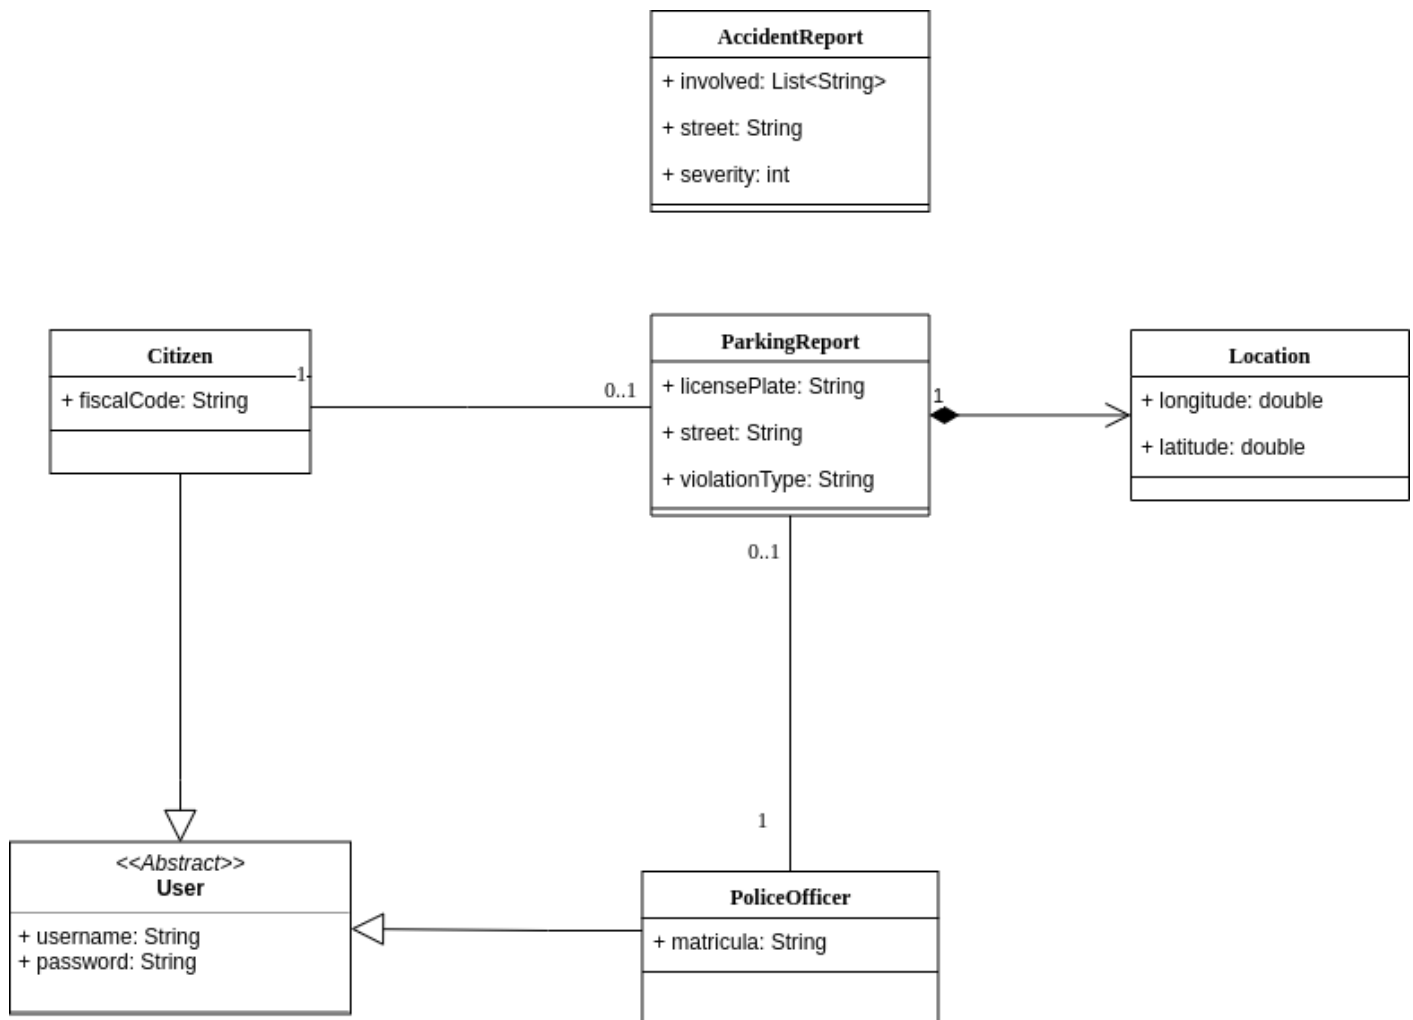 AccidentReport
+ involved: List<String>
+ street: String
+ severity: int
Citizen
1
+ fiscalCode: String
0..1
ParkingReport
+ licensePlate: String
+ street: String
+ violationType: String
1
Location
+ longitude: double
+ latitude: double
0..1
1
<<Abstract>>
User
+ username: String
+ password: String
PoliceOfficer
+ matricula: String